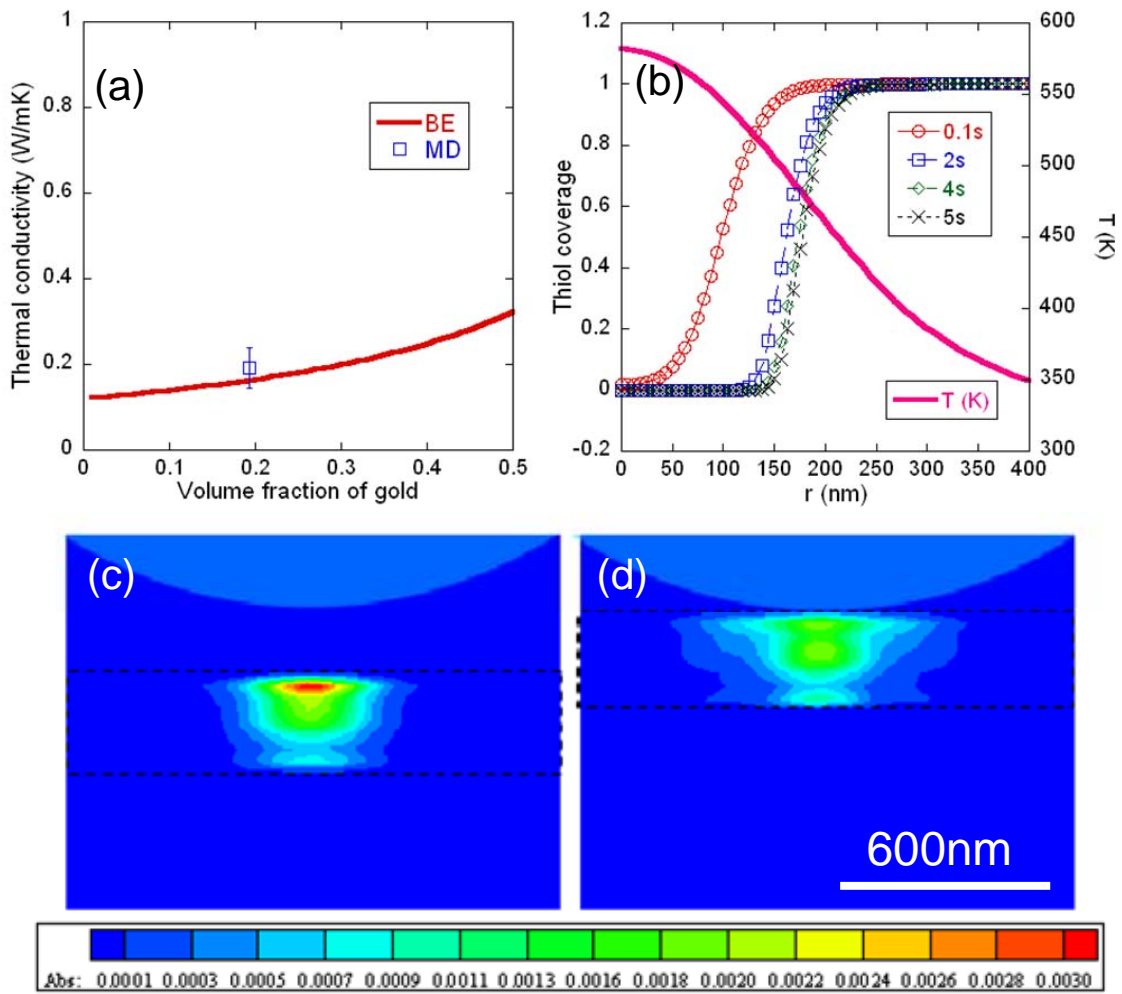 (a)
Thermal conductivity (W/mK)
1
0.8
0.6
0.4
0.2
0
BE
MD
0 0.1 0.2 0.3 0.4 0.5
Volume fraction of gold
(b)
Thiol coverage
1.2
1
0.8
0.6
0.4
0.2
0
-0.2
0.1s
2s
4s
5s
T (K)
600
550
500
450
400
350
300
T (K)
0 50 100 150 200 250 300 350 400
r (nm)
(c)
(d)
600nm
Abs: 0.0001 0.0003 0.0005 0.0007 0.0009 0.0011 0.0013 0.0016 0.0018 0.0020 0.0022 0.0024 0.0026 0.0028 0.0030